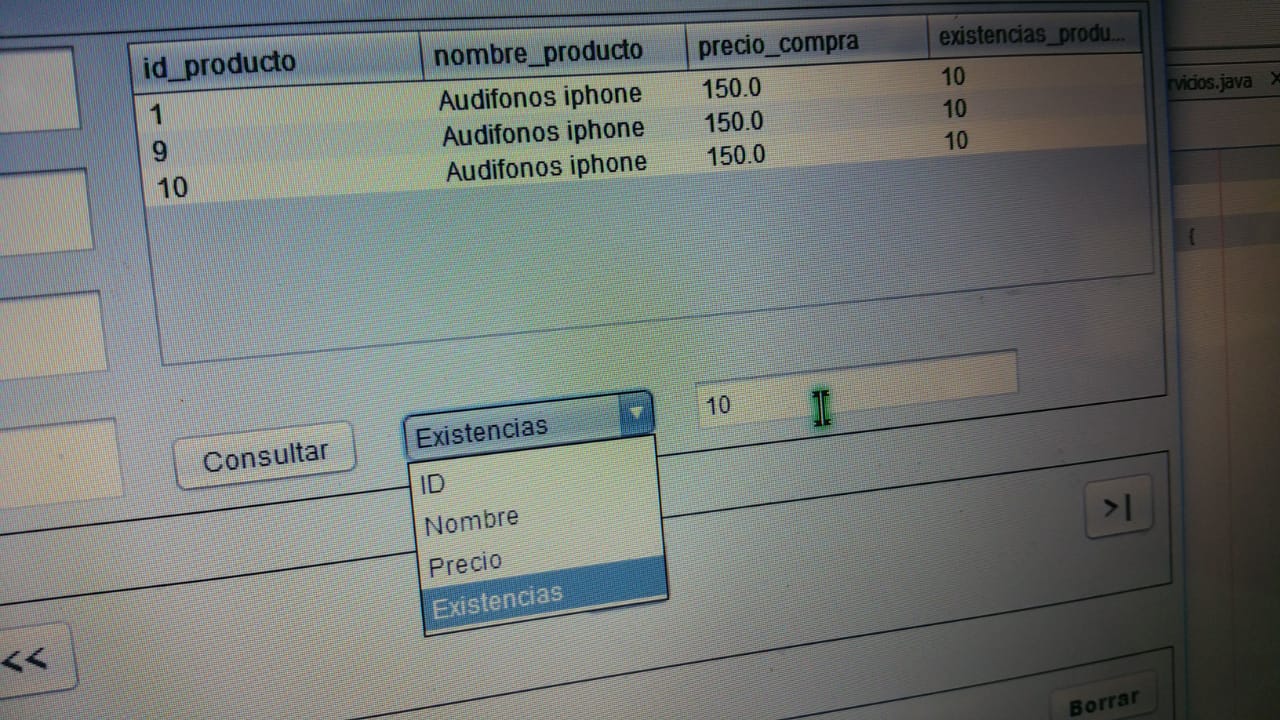 id_producto nombre_producto precio_compra existencias_produ...
1 Audifonos iphone 150.0 10
9 Audifonos iphone 150.0 10
10 Audifonos iphone 150.0 10
rvicios.java X
{
Consultar Existencias 10
ID
Nombre
Precio
Existencias
>|
<<
Borrar